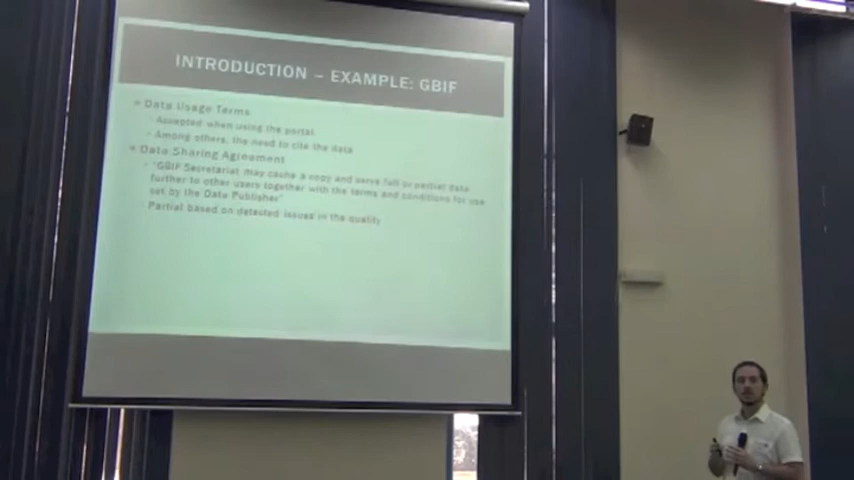 INTRODUCTION – EXAMPLE: GBIF
Data Usage Terms
Accepted when using the portal
Among others, the need to cite the data
Data Sharing Agreement
"GBIF Secretariat may cache a copy and serve full or partial data
further to other users together with the terms and conditions for use
set by the Data Publisher"
Partial based on detected issues in the quality